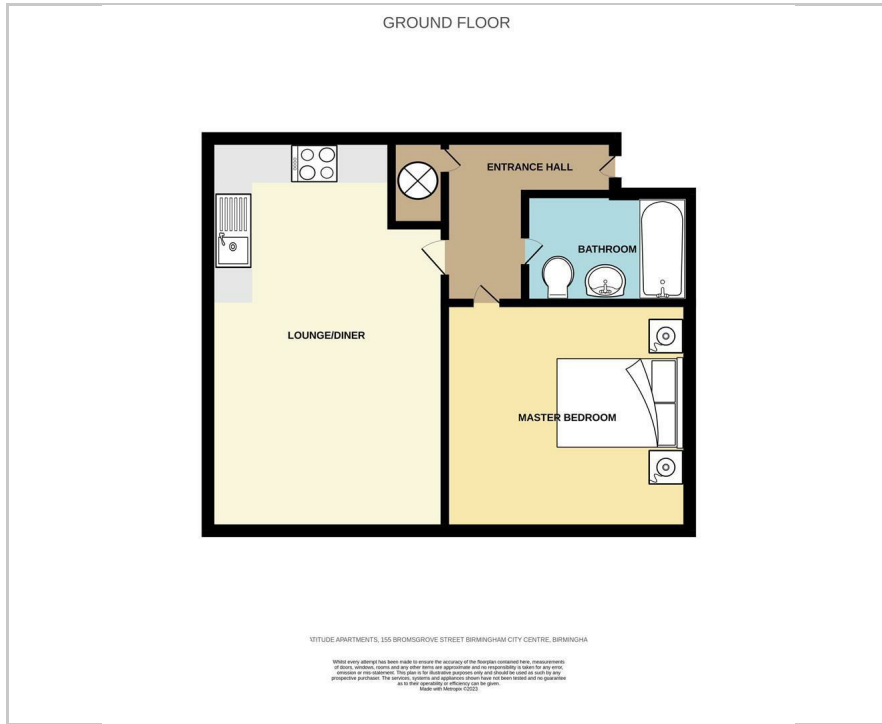 GROUND FLOOR
ENTRANCE HALL
BATHROOM
LOUNGE/DINER
MASTER BEDROOM
ATITUDE APARTMENTS, 155 BROMSGROVE STREET BIRMINGHAM CITY CENTRE, BIRMINGHA
Whilst every attempt has been made to ensure the accuracy of the floorplan contained here, measurements
of doors, windows, rooms and any other items are approximate and no responsibility is taken for any error,
omission or mis-statement. This plan is for illustrative purposes only and should be used as such by any
prospective purchaser. The services, systems and appliances shown have not been tested and no guarantee
as to their operability or efficiency can be given.
Made with Metropix ©2023